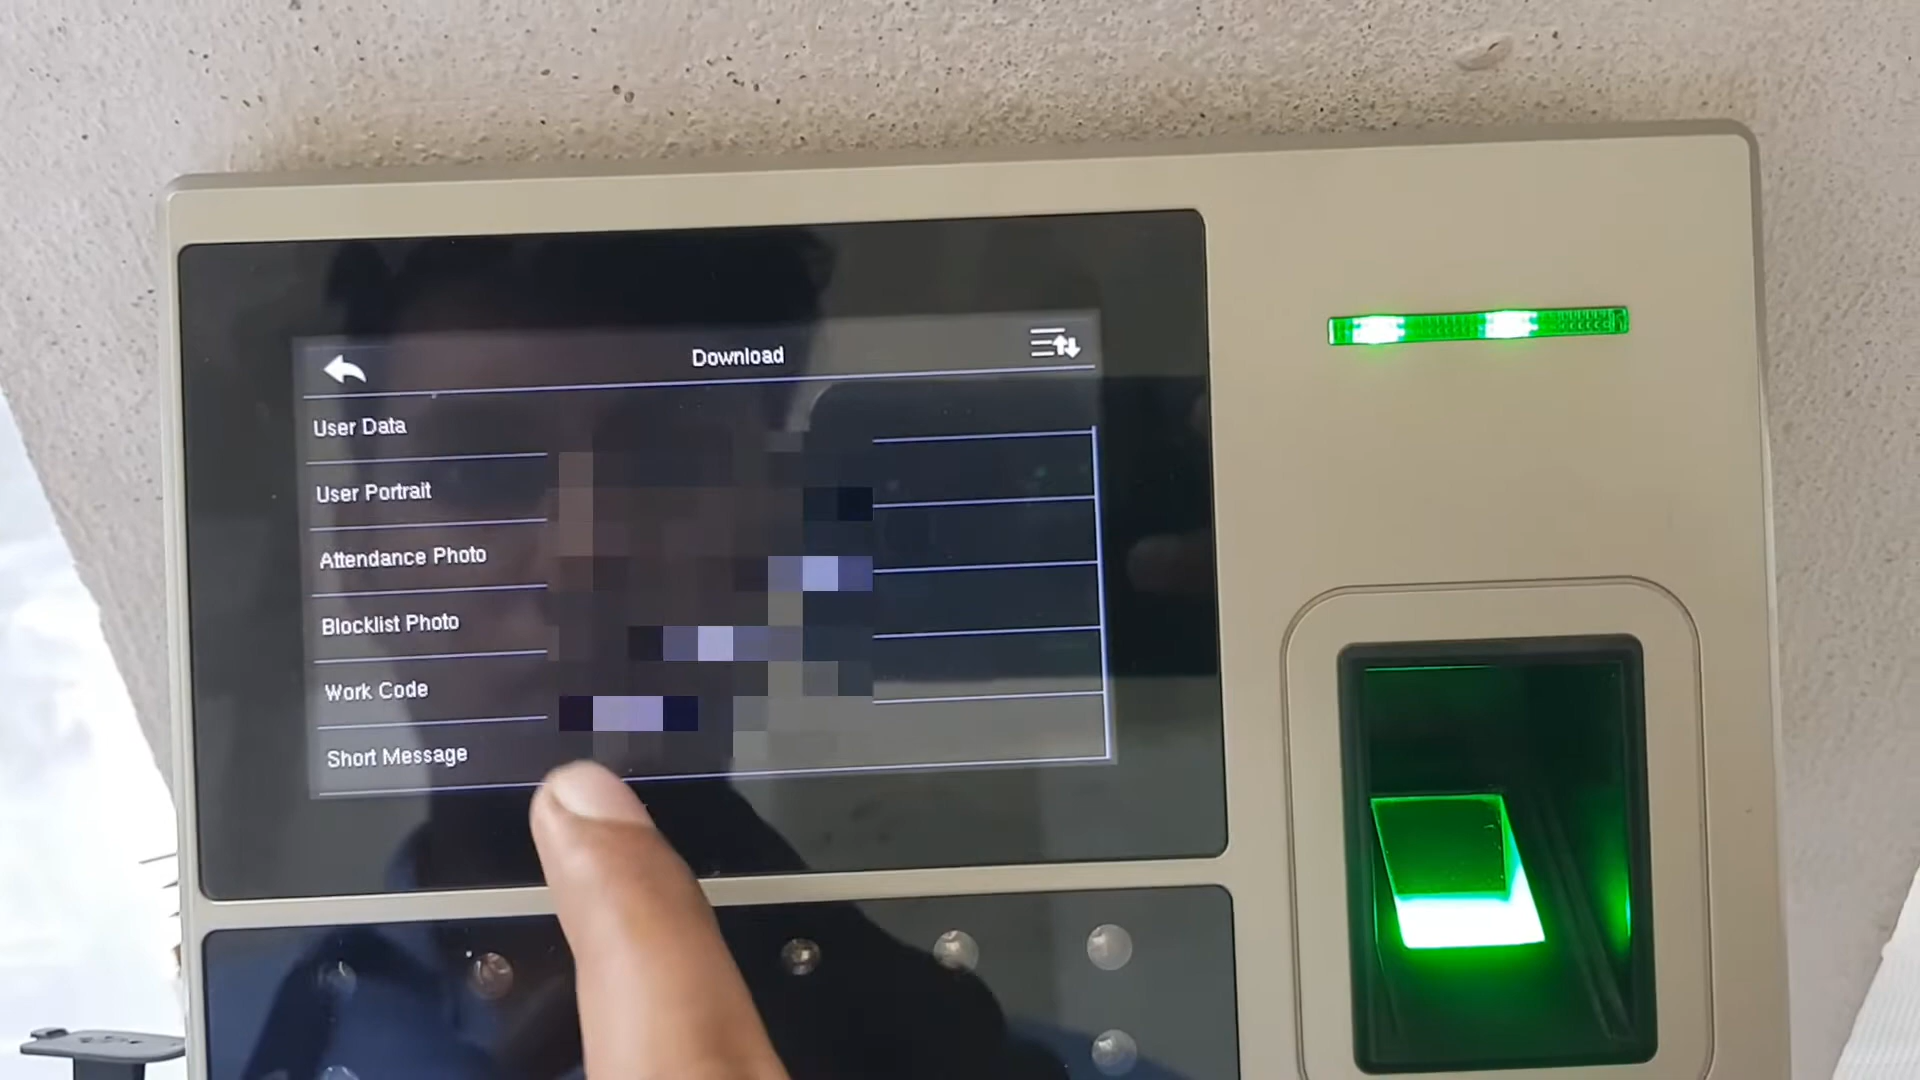 Download
User Data
User Portrait
Attendance Photo
Blocklist Photo
Work Code
Short Message